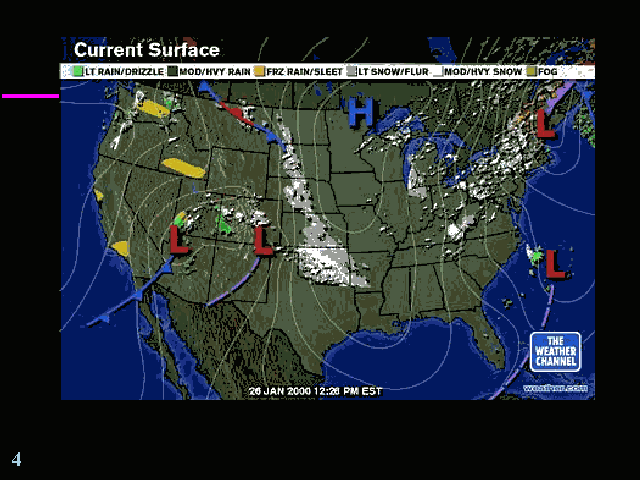 Current Surface
LT RAIN/DRIZZLE MOD/HVY RAIN FRZ RAIN/SLEET LT SNOW/FLUR MOD/HVY SNOW FOG
H
L
L
L
L
THE
WEATHER
CHANNEL
weather.com
26 JAN 2000 12:26 PM EST
4